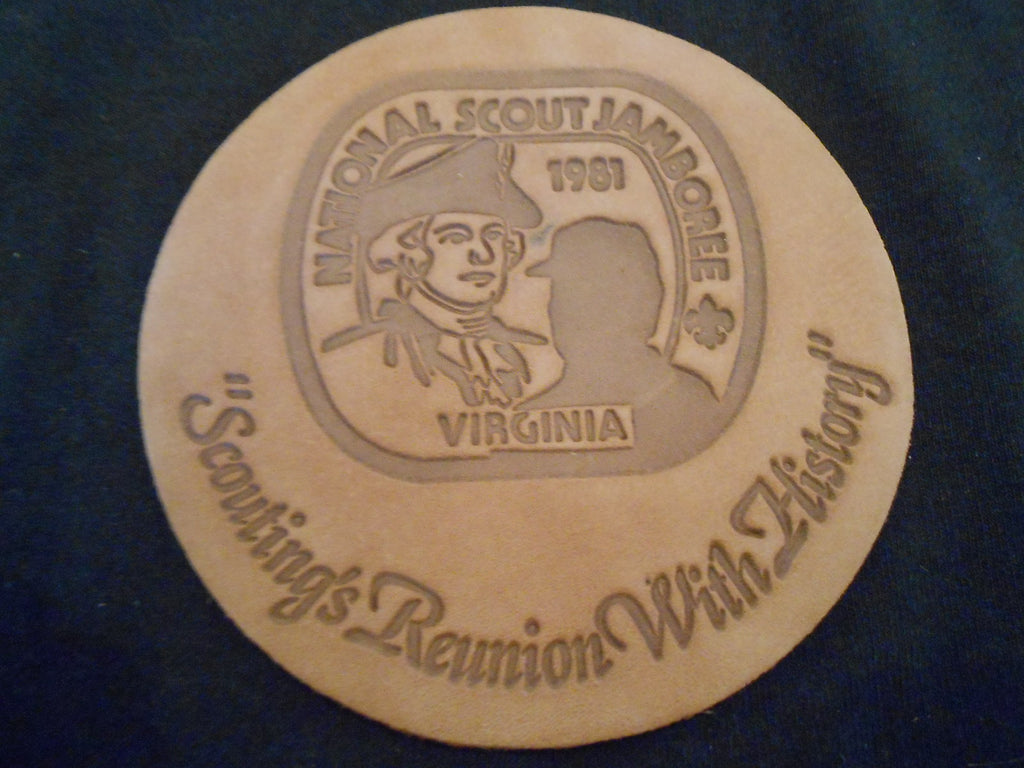 NATIONAL SCOUT JAMBOREE
1981
VIRGINIA
"Scouting's Reunion With History"